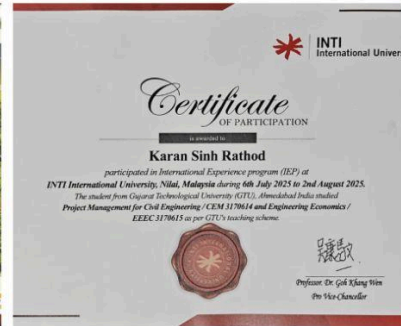 INTI
International Univers
Certificate
OF PARTICIPATION
is awarded to
Karan Sinh Rathod
participated in International Experience program (IEP) at
INTI International University, Nilai, Malaysia during 6th July 2025 to 2nd August 2025.
The student from Gujarat Technological University (GTU), Ahmedabad India studied
Project Management for Civil Engineering / CEM 3170614 and Engineering Economics /
EEEC 3170615 as per GTU's teaching scheme.
Professor. Dr. Goh Khang Wen
Pro Vice-Chancellor